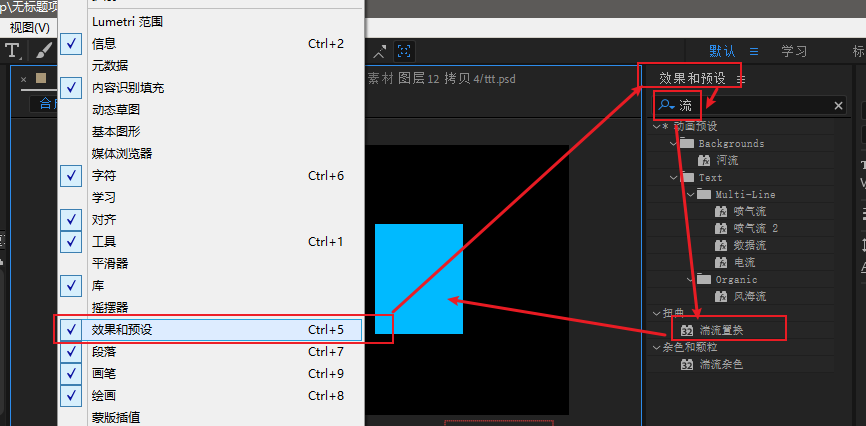 p\无标题项
视图(V)
Lumetri 范围
信息 Ctrl+2
元数据
内容识别填充
动态草图
基本图形
媒体浏览器
字符 Ctrl+6
学习
对齐
工具 Ctrl+1
平滑器
库
摇摆器
效果和预设 Ctrl+5
段落 Ctrl+7
画笔 Ctrl+9
绘画 Ctrl+8
蒙版插值
默认 学习
素材 图层 12 拷贝 4/ttt.psd
效果和预设
流
* 动画预设
Backgrounds
河流
Text
Multi-Line
喷气流
喷气流 2
数据流
电流
Organic
风海流
扭曲
32 湍流置换
杂色和颗粒
32 湍流杂色